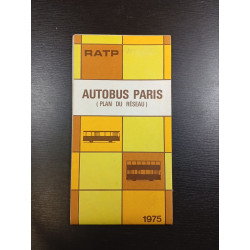 RATP
AUTOBUS PARIS
( PLAN DU RÉSEAU )
1975